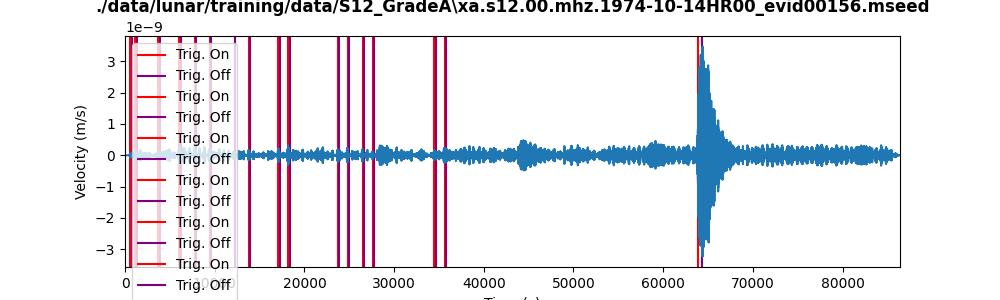 ./data/lunar/training/data/S12_GradeA\xa.s12.00.mhz.1974-10-14HR00_evid00156.mseed
1e−9
3
2
1
0
−1
−2
−3
Velocity (m/s)
Trig. On
Trig. Off
Trig. On
Trig. Off
Trig. On
Trig. Off
Trig. On
Trig. Off
Trig. On
Trig. Off
Trig. On
Trig. Off
0 10000 20000 30000 40000 50000 60000 70000 80000